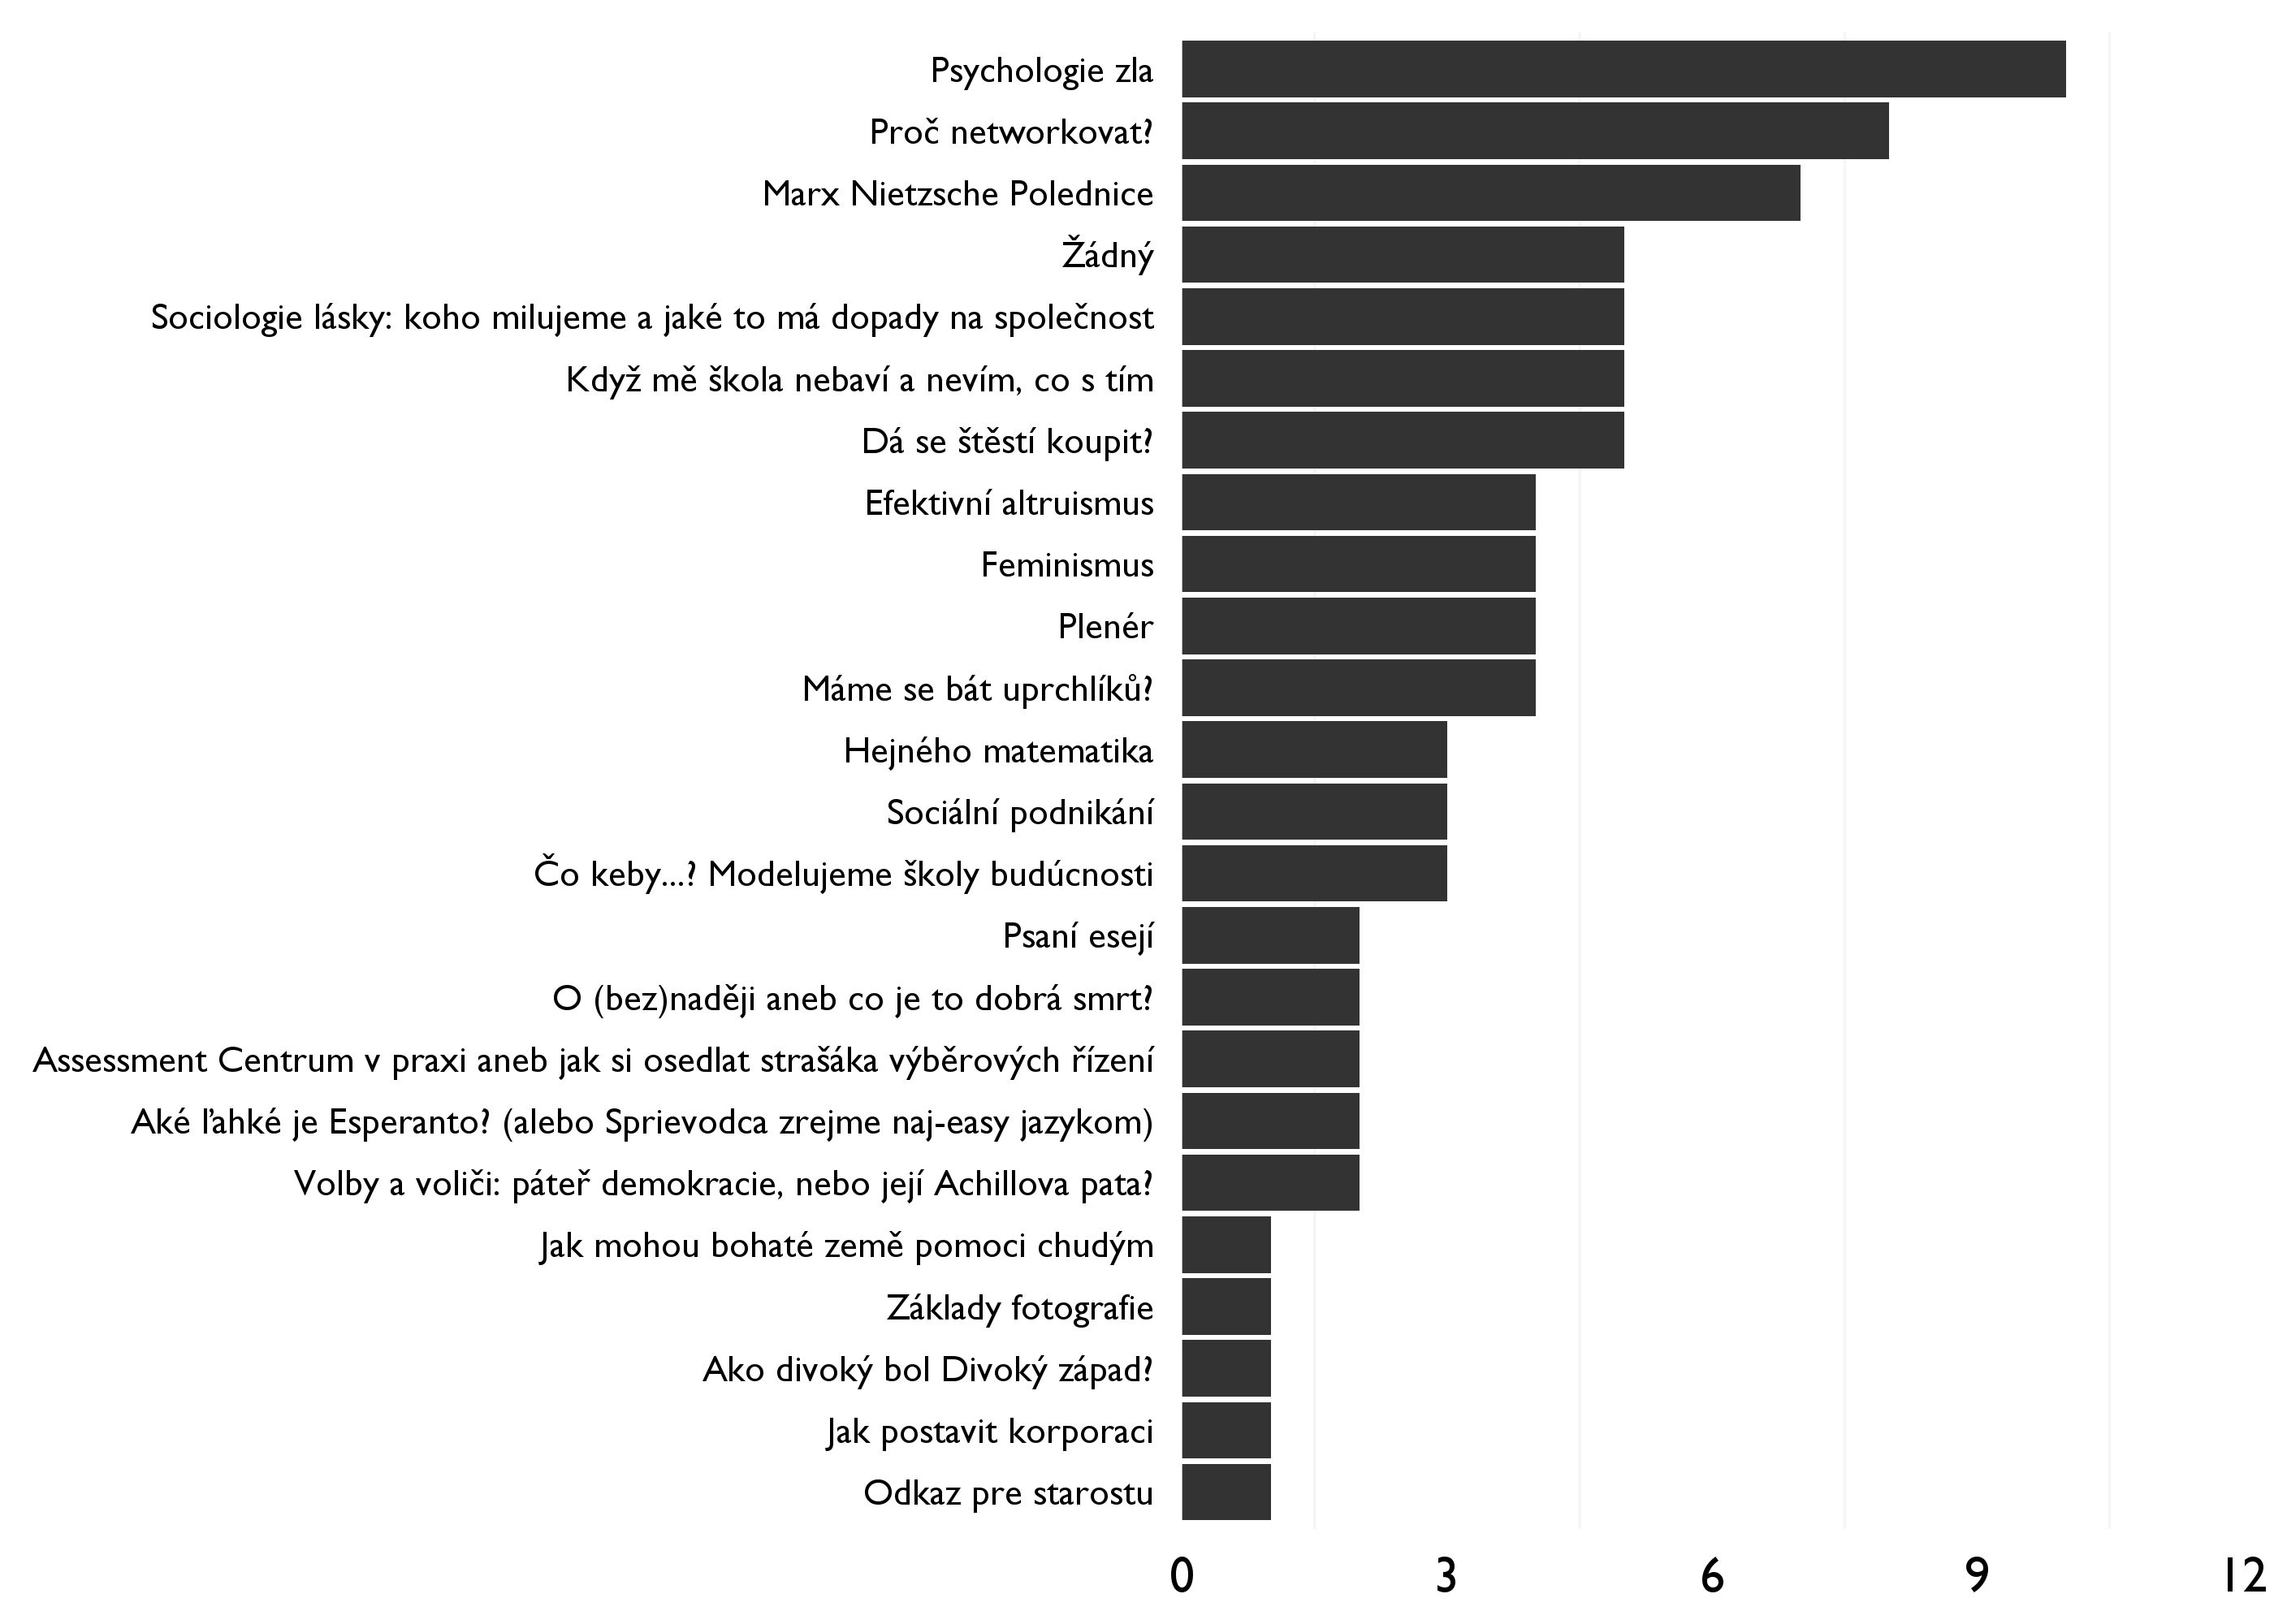 Psychologie zla
Proč networkovat?
Marx Nietzsche Polednice
Žádný
Sociologie lásky: koho milujeme a jaké to má dopady na společnost
Když mě škola nebaví a nevím, co s tím
Dá se štěstí koupit?
Efektivní altruismus
Feminismus
Plenér
Máme se bát uprchlíků?
Hejného matematika
Sociální podnikání
Čo keby...? Modelujeme školy budúcnosti
Psaní esejí
O (bez)naději aneb co je to dobrá smrt?
Assessment Centrum v praxi aneb jak si osedlat strašáka výběrových řízení
Aké ľahké je Esperanto? (alebo Sprievodca zrejme naj-easy jazykom)
Volby a voliči: páteř demokracie, nebo její Achillova pata?
Jak mohou bohaté země pomoci chudým
Základy fotografie
Ako divoký bol Divoký západ?
Jak postavit korporaci
Odkaz pre starostu
0 3 6 9 12